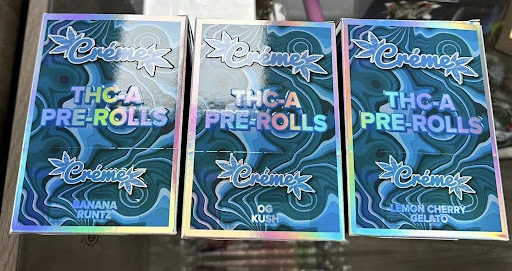 Créme
THC-A
PRE-ROLLS
Créme
BANANA
RUNTZ
Créme
THC-A
PRE-ROLLS
Créme
OG
KUSH
Créme
THC-A
PRE-ROLLS
Créme
LEMON CHERRY
GELATO